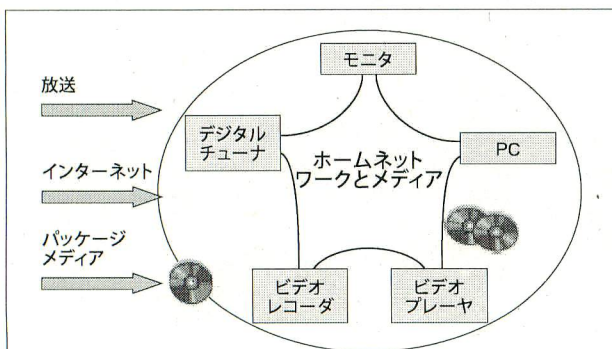 放送
インターネット
パッケージ
メディア
モニタ
デジタル
チューナ
PC
ホームネット
ワークとメディア
ビデオ
レコーダ
ビデオ
プレーヤ